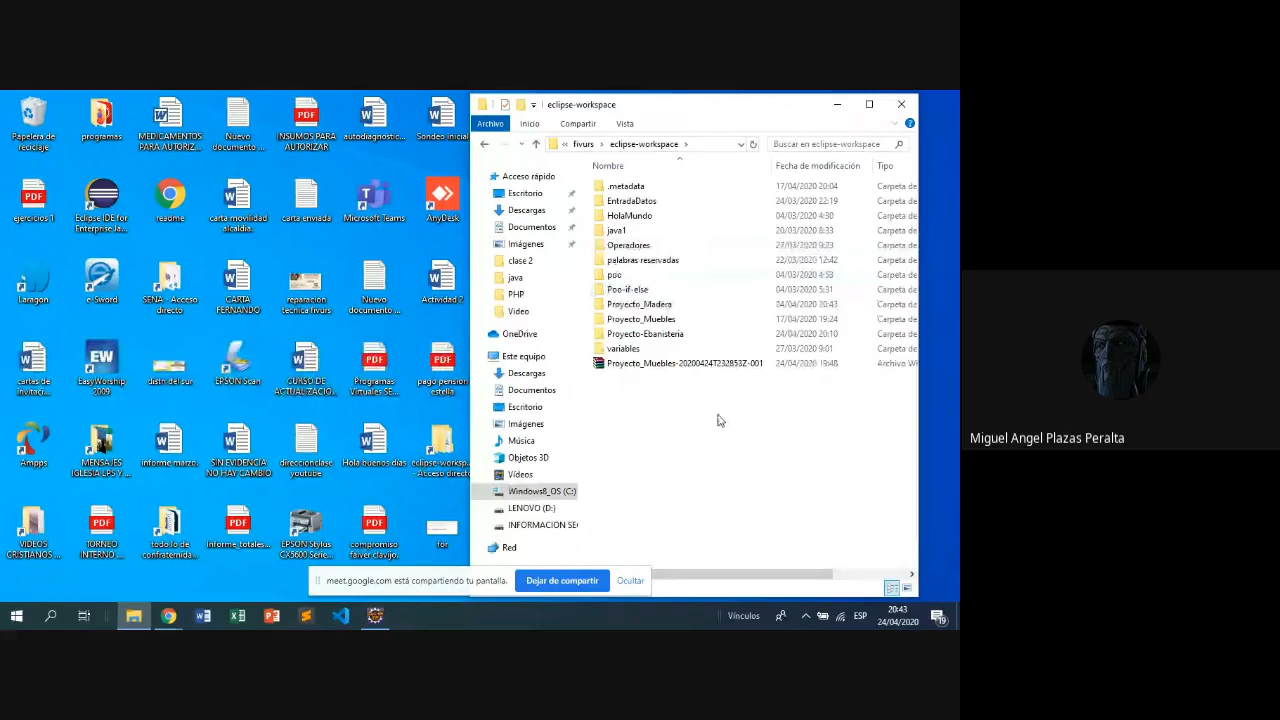 Papelera de reciclaje
programas
MEDICAMENTOS PARA AUTORIZ...
Nuevo documento ...
INSUMOS PARA AUTORIZAR
autodiagnostic...
Sondeo inicial
ejercicios 1
Eclipse IDE for Enterprise Ja...
readme
carta movilidad alcaldia.
carta enviada
Microsoft Teams
AnyDesk
Laragon
e-Sword
SENA - Acceso directo
CARTA FERNANDO
reparacion tecnica fivurs
Nuevo documento ...
Actividad 2
cartas de invitaci...
EasyWorship 2009
distri del sur
EPSON Scan
CURSO DE ACTUALIZACIO...
Programas Virtuales SE...
pago pension estella
Ampps
MENSAJES IGLESIA LPS Y ...
informe marzo.
SIN EVIDENCIA NO HAY CAMBIO
direccionclase youtube
Hola buenos dias
eclipse-worksp... - Acceso directo
VIDEOS CRISTIANOS ...
TORNEO INTERNO ...
todo lo de confraternida...
Informe_totales...
EPSON Stylus CX5600 Serie...
compromiso faiver clavijo.
for
eclipse-workspace
Archivo Inicio Compartir Vista
« fivurs > eclipse-workspace >
Buscar en eclipse-workspace
Acceso rápido
Escritorio
Descargas
Documentos
Imágenes
clase 2
java
PHP
Video
OneDrive
Este equipo
Descargas
Documentos
Escritorio
Imágenes
Música
Objetos 3D
Vídeos
Windows8_OS (C:)
LENOVO (D:)
INFORMACION SE(
Red
Nombre Fecha de modificación Tipo
.metadata 17/04/2020 20:04 Carpeta de
EntradaDatos 24/03/2020 22:19 Carpeta de
HolaMundo 04/03/2020 4:30 Carpeta de
java1 20/03/2020 8:33 Carpeta de
Operadores 27/03/2020 9:23 Carpeta de
palabras reservadas 22/03/2020 12:42 Carpeta de
poo 04/03/2020 4:53 Carpeta de
Poo-if-else 04/03/2020 5:31 Carpeta de
Proyecto_Madera 04/04/2020 20:43 Carpeta de
Proyecto_Muebles 17/04/2020 19:24 Carpeta de
Proyecto-Ebanisteria 24/04/2020 20:10 Carpeta de
variables 27/03/2020 9:01 Carpeta de
Proyecto_Muebles-20200424T232853Z-001 24/04/2020 19:48 Archivo Wi
meet.google.com está compartiendo tu pantalla.
Dejar de compartir
Ocultar
Vínculos
ESP
20:43
24/04/2020
19
Miguel Angel Plazas Peralta